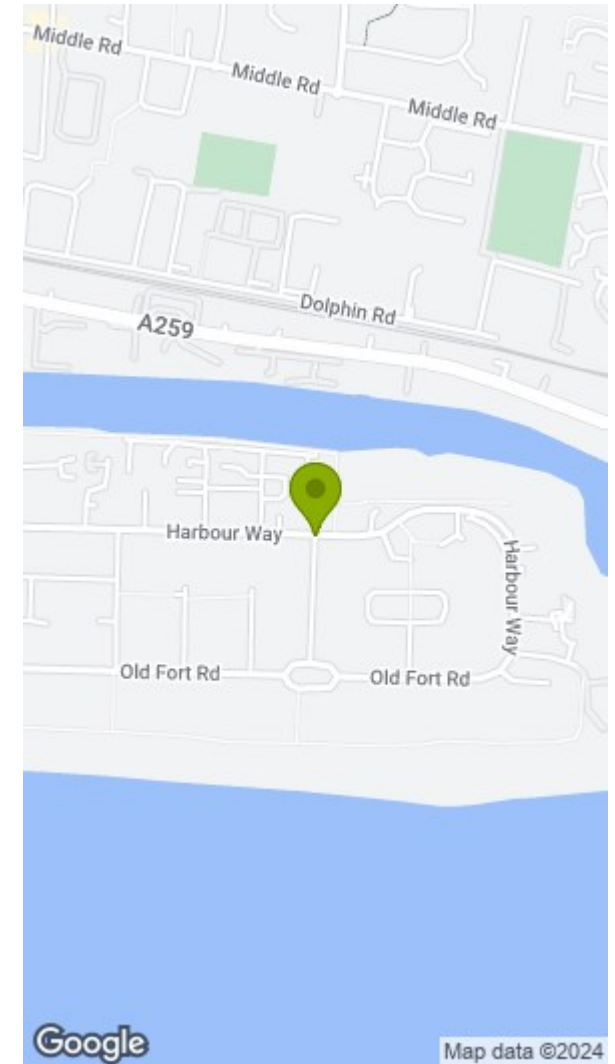 Middle Rd
Middle Rd
Middle Rd
Dolphin Rd
A259
Harbour Way
Harbour Way
Old Fort Rd
Old Fort Rd
Google
Map data ©2024